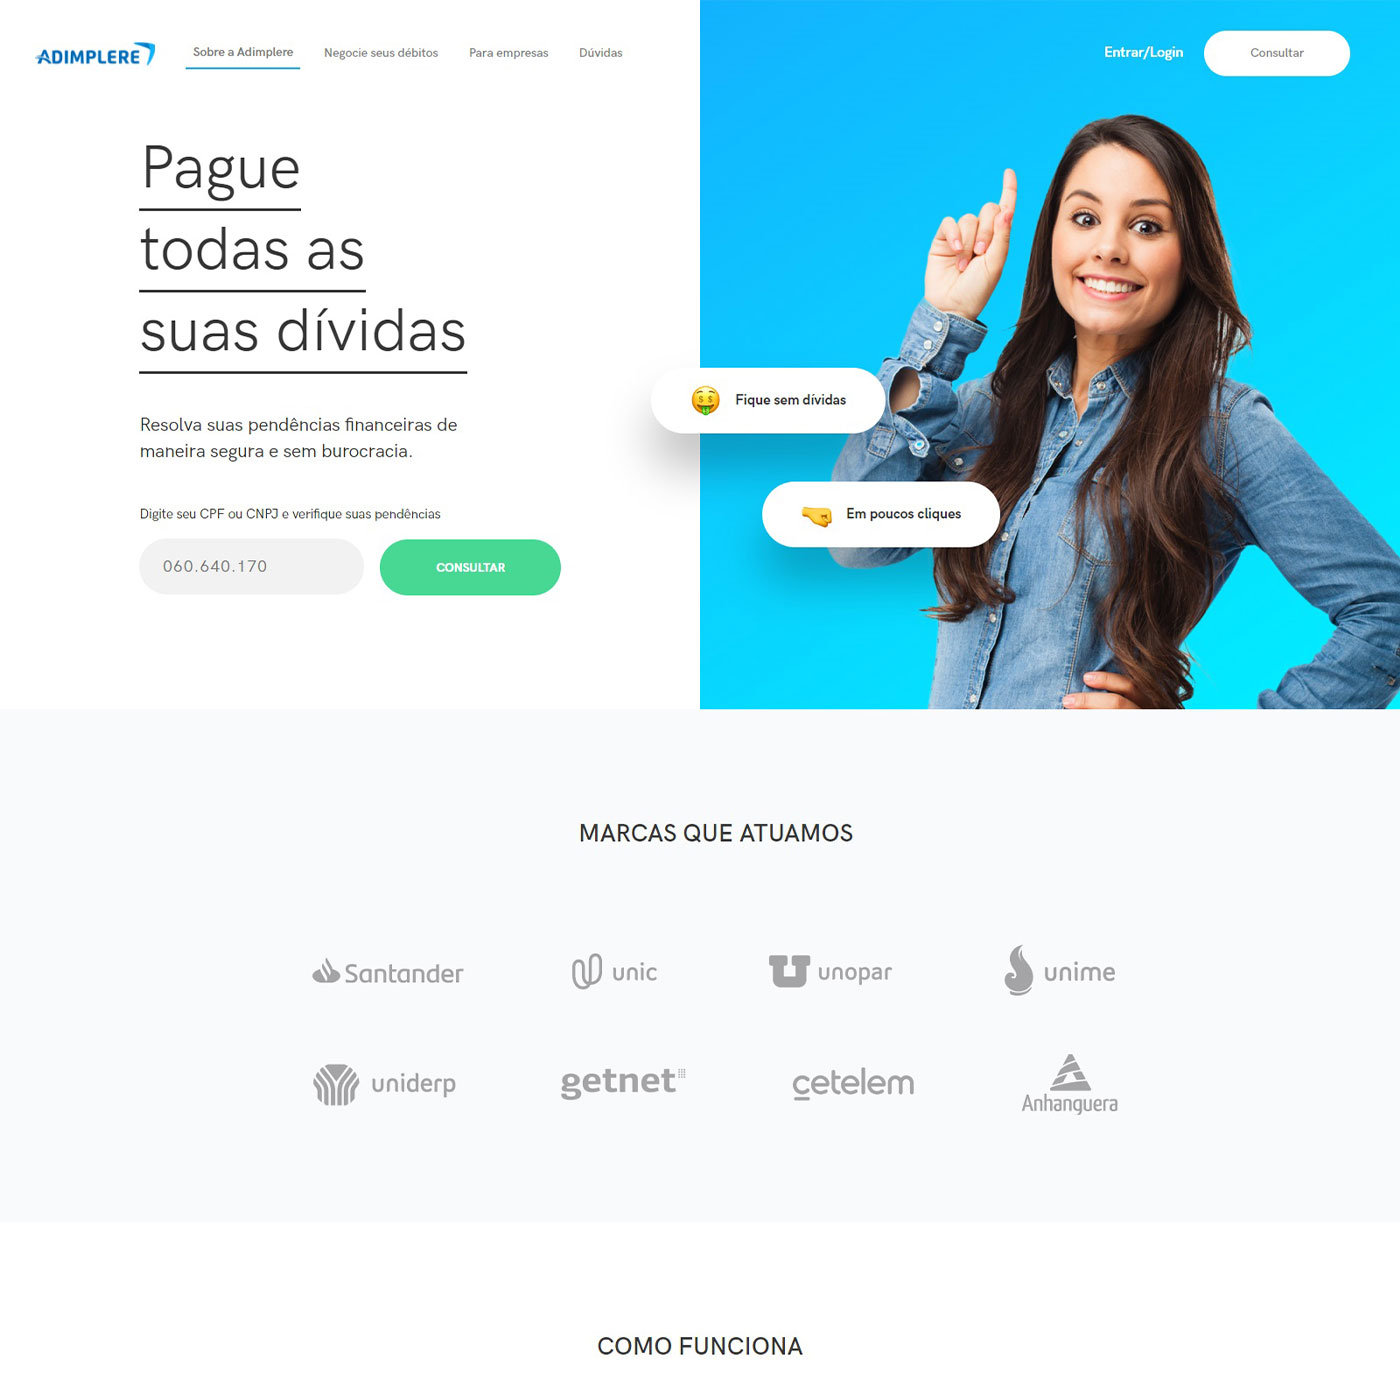 ADIMPLERE
Sobre a Adimplere
Negocie seus débitos
Para empresas
Dúvidas
Entrar/Login
Consultar
Pague
todas as
suas dívidas
Resolva suas pendências financeiras de
maneira segura e sem burocracia.
Digite seu CPF ou CNPJ e verifique suas pendências
060.640.170
CONSULTAR
Fique sem dívidas
Em poucos cliques
MARCAS QUE ATUAMOS
Santander
unic
unopar
unime
uniderp
getnet
cetelem
Anhanguera
COMO FUNCIONA